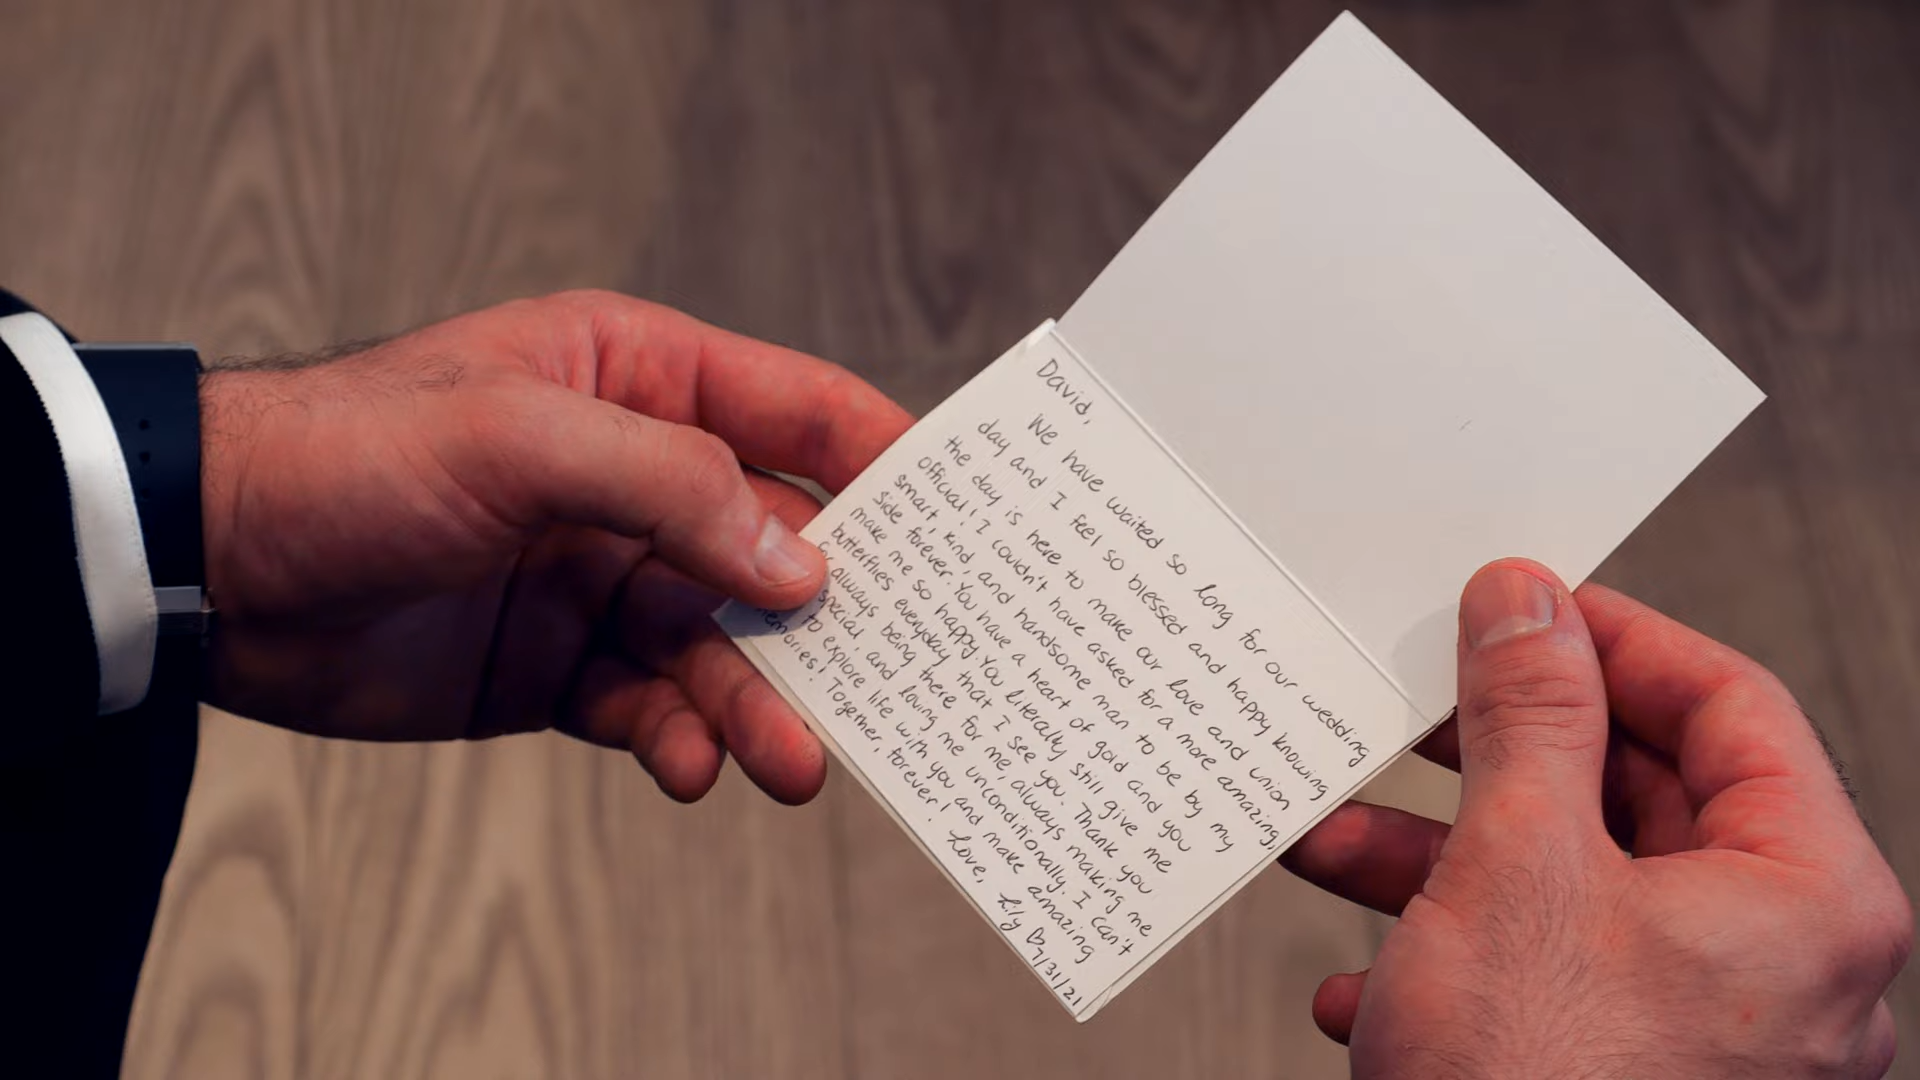 David,
We have waited so long for our wedding
day and I feel so blessed and happy knowing
the day is here to make our love and union
official! I couldn't have asked for a more amazing,
smart, kind, and handsome man to be by my
side forever. You have a heart of gold and you
make me so happy. You literally still give me
butterflies everyday that I see you. Thank you
for always being there for me, always making me
special, and loving me unconditionally. I can't
to explore life with you and make amazing
memories! Together, forever!
Love,
Lily ♡
7/31/21